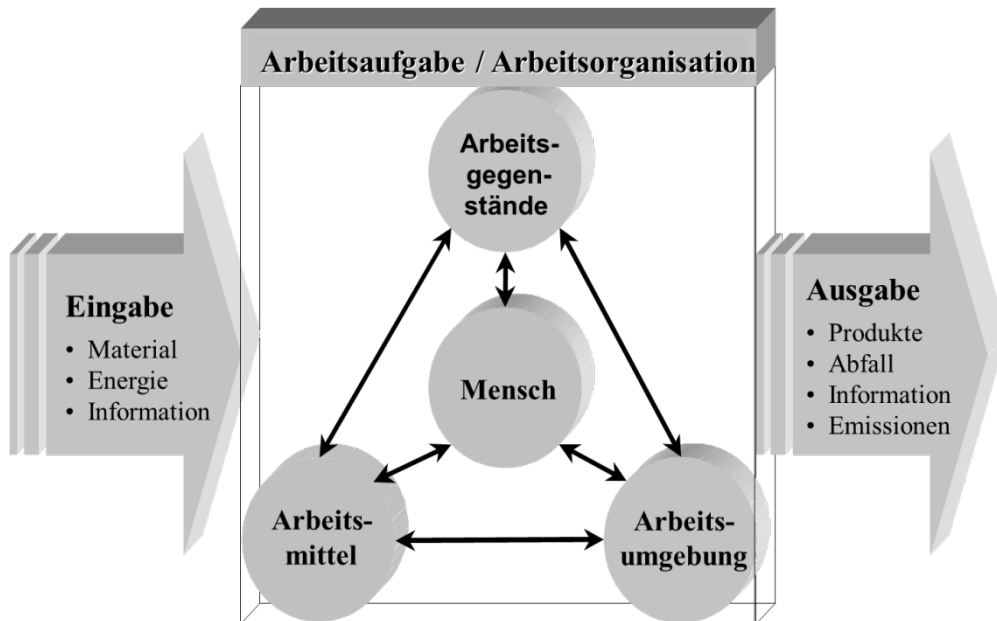 Arbeitsaufgabe / Arbeitsorganisation
Arbeits-
gegen-
stände
Eingabe
• Material
• Energie
• Information
Mensch
Arbeits-
mittel
Arbeits-
umgebung
Ausgabe
• Produkte
• Abfall
• Information
• Emissionen